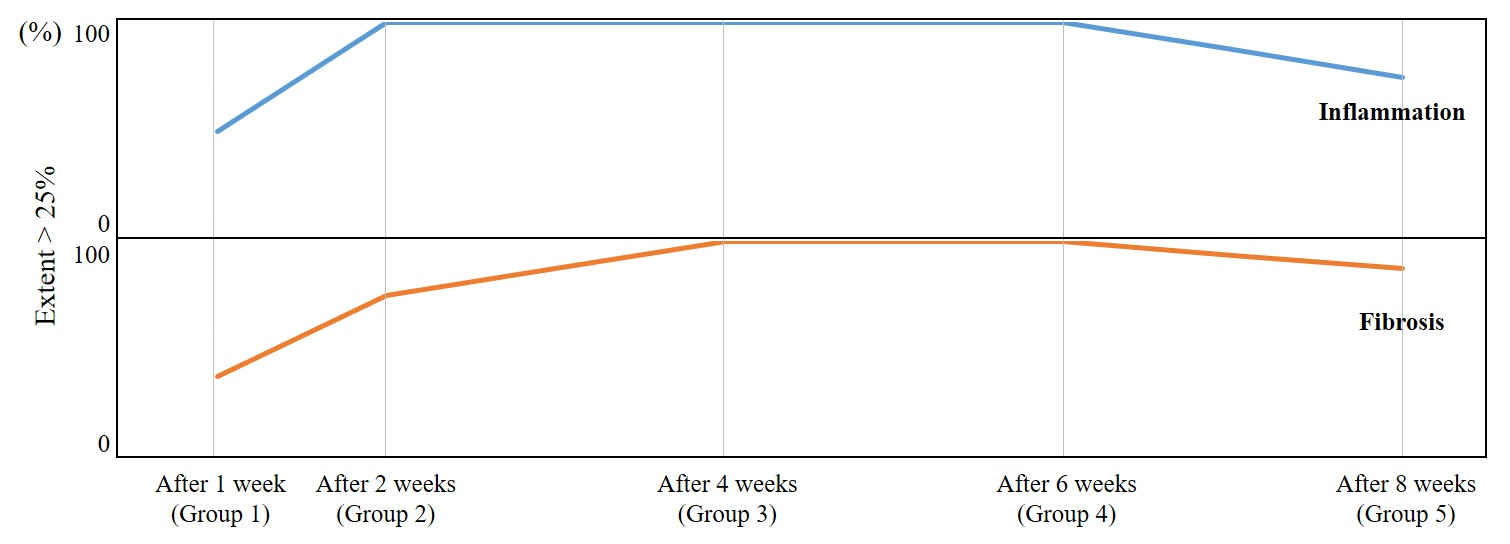 (%) 100
Inflammation
0
100
Extent > 25%
Fibrosis
0
After 1 week After 2 weeks After 4 weeks After 6 weeks After 8 weeks
(Group 1) (Group 2) (Group 3) (Group 4) (Group 5)